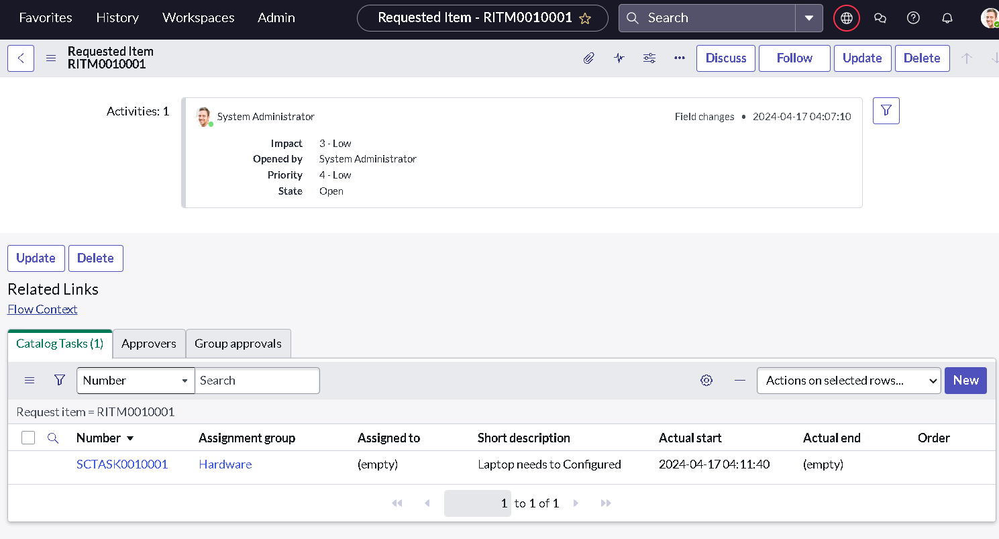 Favorites History Workspaces Admin Requested Item - RITM0010001 Search
Requested Item
RITM0010001
Discuss Follow Update Delete
Activities: 1
System Administrator Field changes • 2024-04-17 04:07:10
Impact 3 - Low
Opened by System Administrator
Priority 4 - Low
State Open
Update Delete
Related Links
Flow Context
Catalog Tasks (1) Approvers Group approvals
Number Search Actions on selected rows... New
Request item = RITM0010001
Number Assignment group Assigned to Short description Actual start Actual end Order
SCTASK0010001 Hardware (empty) Laptop needs to Configured 2024-04-17 04:11:40 (empty)
1 to 1 of 1